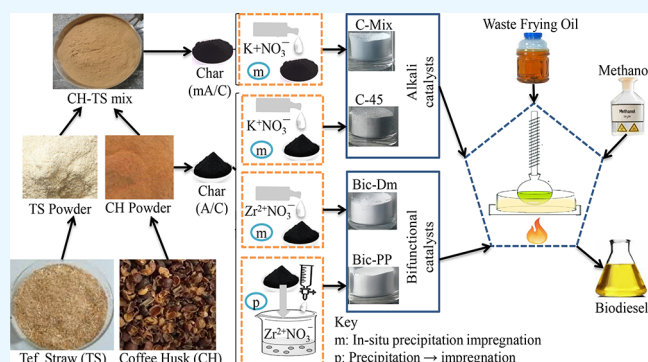 CH-TS mix
TS Powder
CH Powder
Tef Straw (TS)
Coffee Husk (CH)
Char
(mA/C)
Char
(A/C)
K+NO3−
m
K+NO3−
m
Zr2+NO3−
m
p
Zr2+NO3−
C-Mix
C-45
Alkali
catalysts
Bic-Dm
Bic-PP
Bifunctional
catalysts
Key
m: In-situ precipitation impregnation
p: Precipitation → impregnation
Waste Frying Oil
Methano
Methanol
Biodiesel